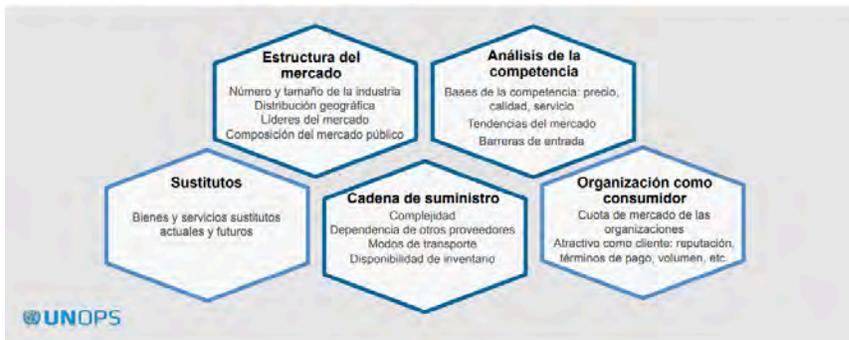 Estructura del
mercado
Número y tamaño de la industria
Distribución geográfica
Líderes del mercado
Composición del mercado público
Análisis de la
competencia
Bases de la competencia: precio,
calidad, servicio
Tendencias del mercado
Barreras de entrada
Sustitutos
Bienes y servicios sustitutos
actuales y futuros
Cadena de suministro
Complejidad
Dependencia de otros proveedores
Modos de transporte
Disponibilidad de inventario
Organización como
consumidor
Cuota de mercado de las
organizaciones
Atractivo como cliente: reputación,
términos de pago, volumen, etc.
UNOPS